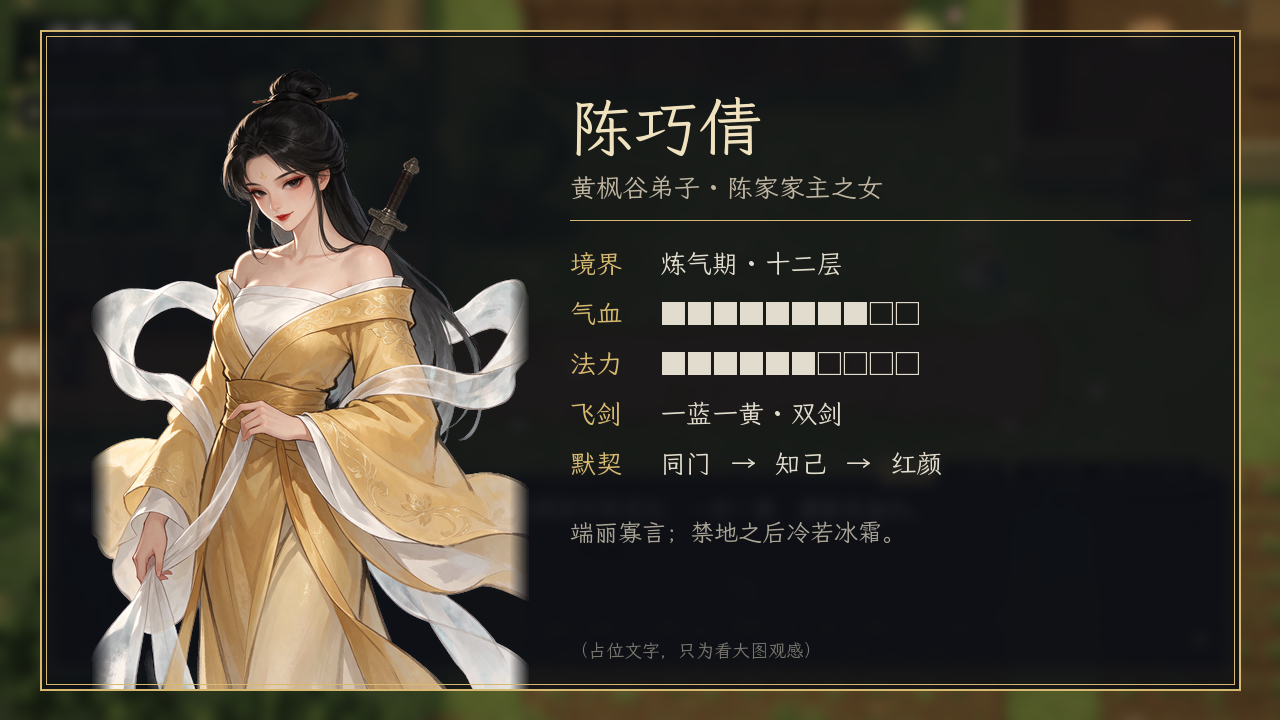 陈巧倩
黄枫谷弟子·陈家家主之女
境界 炼气期·十二层
气血
法力
飞剑 一蓝一黄·双剑
默契 同门 → 知己 → 红颜
端丽寡言；禁地之后冷若冰霜。
（占位文字，只为看大图观感）